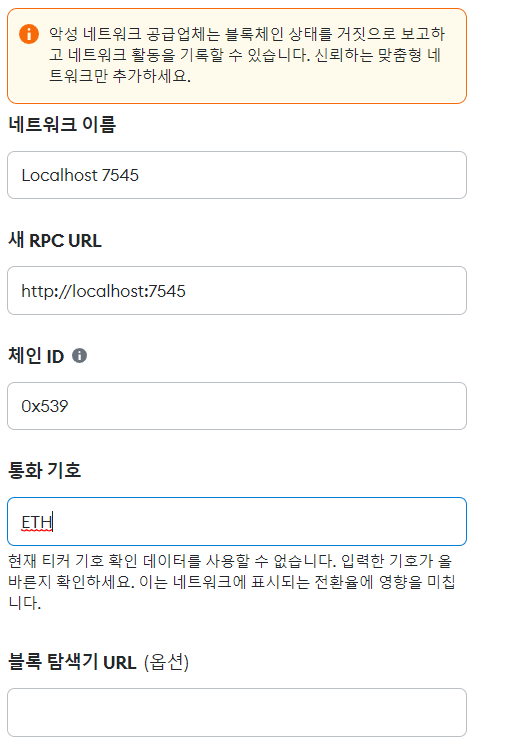 악성 네트워크 공급업체는 블록체인 상태를 거짓으로 보고하
고 네트워크 활동을 기록할 수 있습니다. 신뢰하는 맞춤형 네
트워크만 추가하세요.
네트워크 이름
Localhost 7545
새 RPC URL
http://localhost:7545
체인 ID
0x539
통화 기호
ETH
현재 티커 기호 확인 데이터를 사용할 수 없습니다. 입력한 기호가 올
바른지 확인하세요. 이는 네트워크에 표시되는 전환율에 영향을 미칩
니다.
블록 탐색기 URL (옵션)